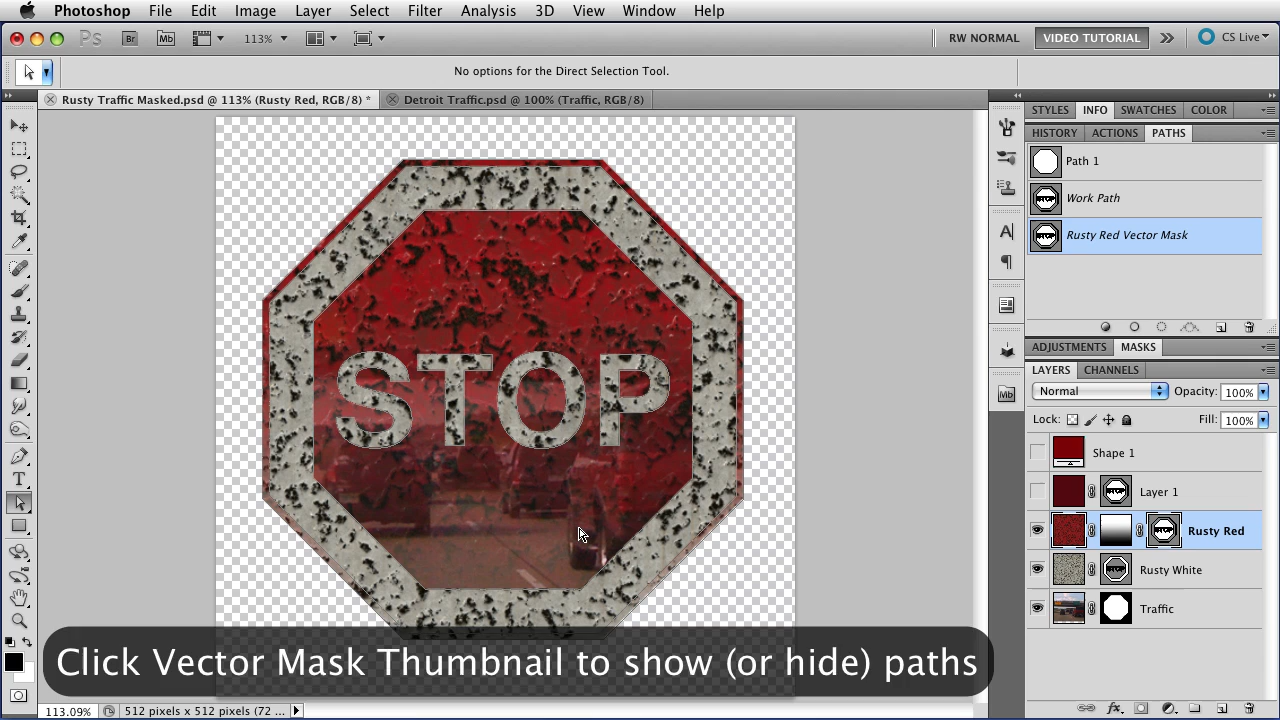 Photoshop File Edit Image Layer Select Filter Analysis 3D View Window Help
Ps Br Mb 113% RW NORMAL VIDEO TUTORIAL CS Live
No options for the Direct Selection Tool.
Rusty Traffic Masked.psd @ 113% (Rusty Red, RGB/8) * Detroit Traffic.psd @ 100% (Traffic, RGB/8)
STYLES INFO SWATCHES COLOR
HISTORY ACTIONS PATHS
Path 1
Work Path
Rusty Red Vector Mask
STOP
ADJUSTMENTS MASKS
LAYERS CHANNELS
Mb
Normal Opacity: 100%
Lock: Fill: 100%
Shape 1
Layer 1
Rusty Red
Rusty White
Traffic
Click Vector Mask Thumbnail to show (or hide) paths
113.09% 512 pixels x 512 pixels (72 ...